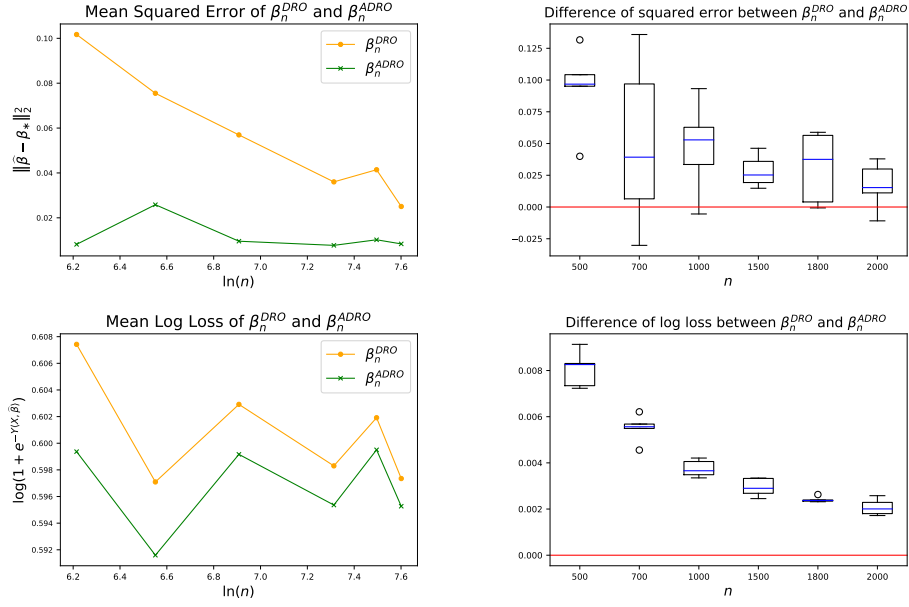 Mean Squared Error of β_n^{DRO} and β_n^{ADRO}
β_n^{DRO}
β_n^{ADRO}
0.10
0.08
0.06
0.04
0.02
‖β̂ − β_*‖_2^2
6.2 6.4 6.6 6.8 7.0 7.2 7.4 7.6
ln(n)
Difference of squared error between β_n^{DRO} and β_n^{ADRO}
0.125
0.100
0.075
0.050
0.025
0.000
−0.025
500 700 1000 1500 1800 2000
n
Mean Log Loss of β_n^{DRO} and β_n^{ADRO}
β_n^{DRO}
β_n^{ADRO}
0.608
0.606
0.604
0.602
0.600
0.598
0.596
0.594
0.592
log(1 + e^{−Y⟨X, β̂⟩})
6.2 6.4 6.6 6.8 7.0 7.2 7.4 7.6
ln(n)
Difference of log loss between β_n^{DRO} and β_n^{ADRO}
0.008
0.006
0.004
0.002
0.000
500 700 1000 1500 1800 2000
n